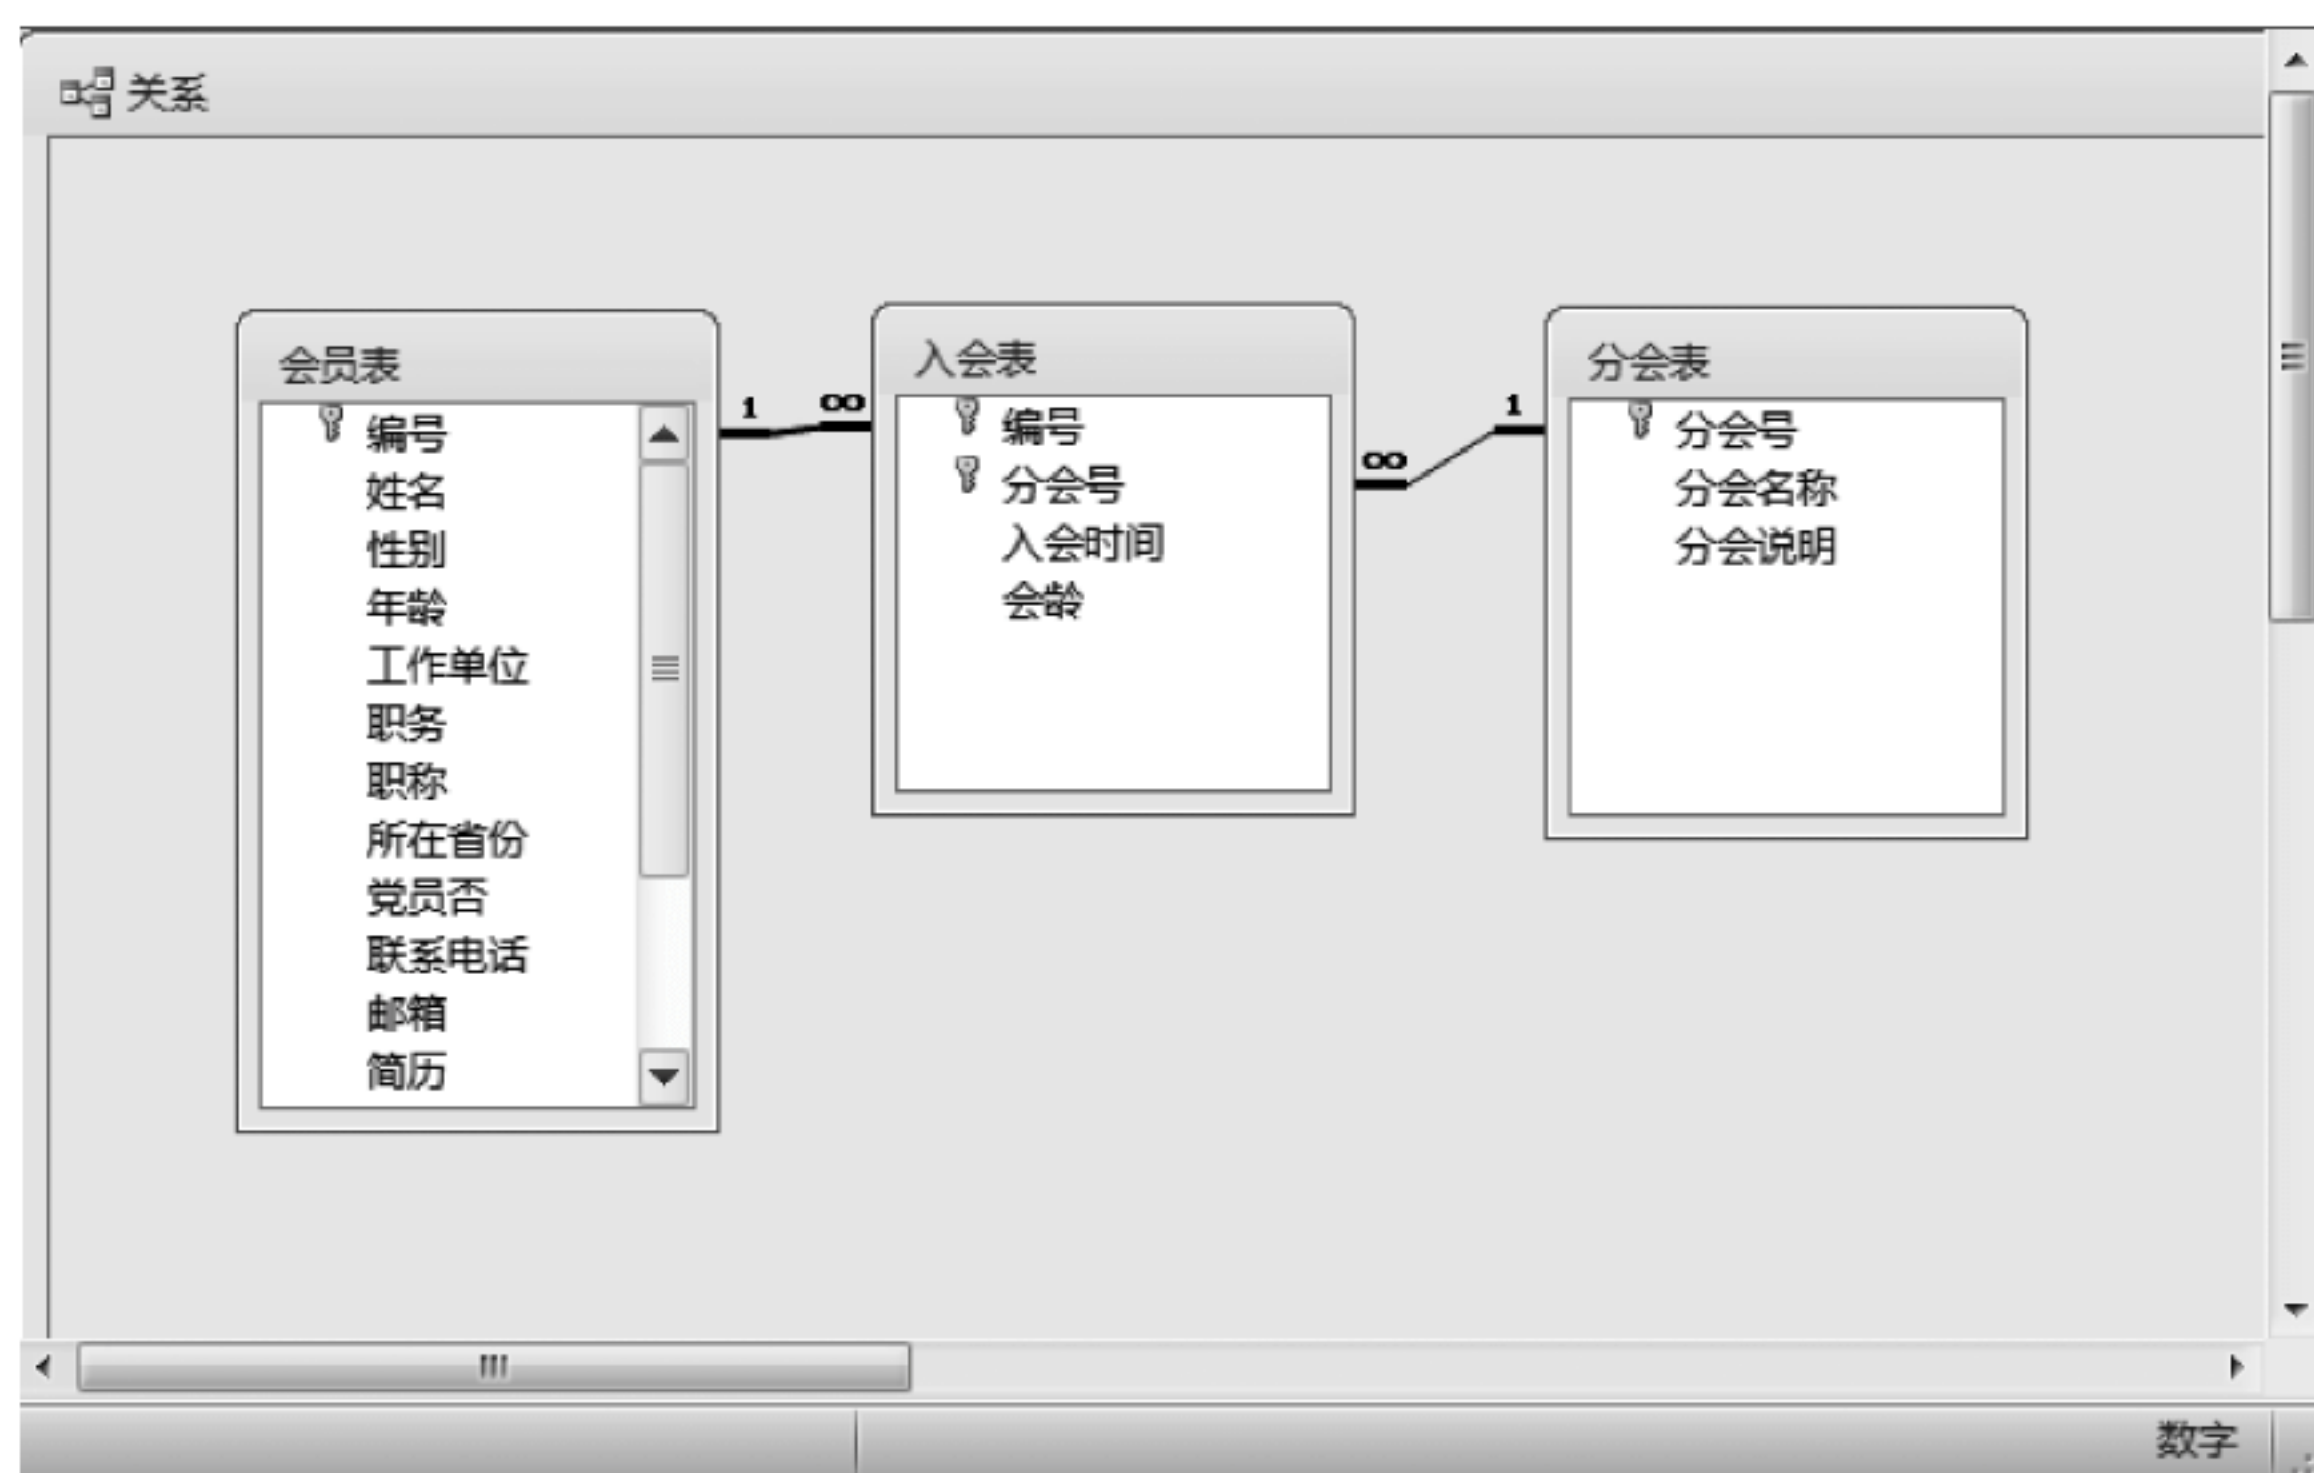 关系
会员表
编号
姓名
性别
年龄
工作单位
职务
职称
所在省份
党员否
联系电话
邮箱
简历
1
∞
入会表
编号
分会号
入会时间
会龄
∞
1
分会表
分会号
分会名称
分会说明
数字